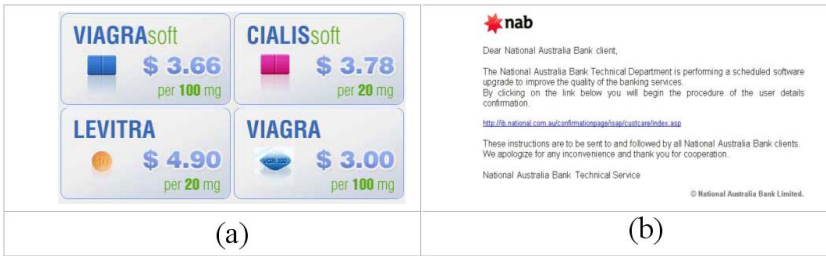 VIAGRAsoft
$ 3.66
per 100 mg
CIALISsoft
$ 3.78
per 20 mg
LEVITRA
$ 4.90
per 20 mg
VIAGRA
VGR 100
$ 3.00
per 100 mg
(a)
nab
Dear National Australia Bank client,
The National Australia Bank Technical Department is performing a scheduled software
upgrade to improve the quality of the banking services.
By clicking on the link below you will begin the procedure of the user details
confirmation.
http://ib.national.com.au/confirmationpage/isap/custcare/index.asp
These instructions are to be sent to and followed by all National Australia Bank clients.
We apologize for any inconvenience and thank you for cooperation.
National Australia Bank Technical Service
© National Australia Bank Limited.
(b)